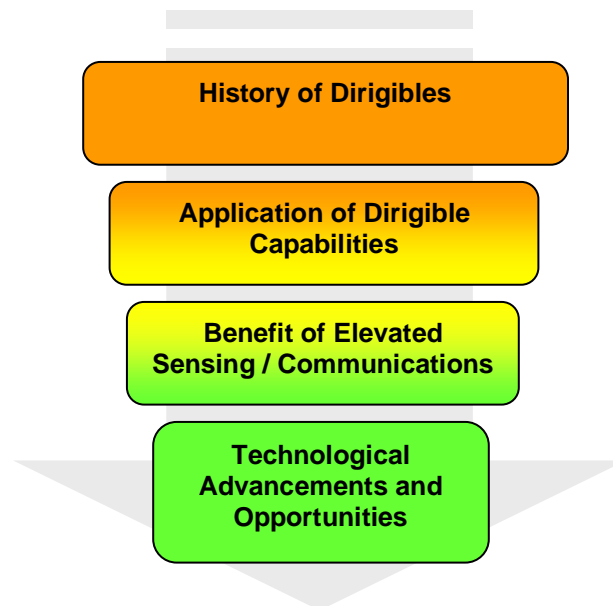 History of Dirigibles
Application of Dirigible
Capabilities
Benefit of Elevated
Sensing / Communications
Technological
Advancements and
Opportunities